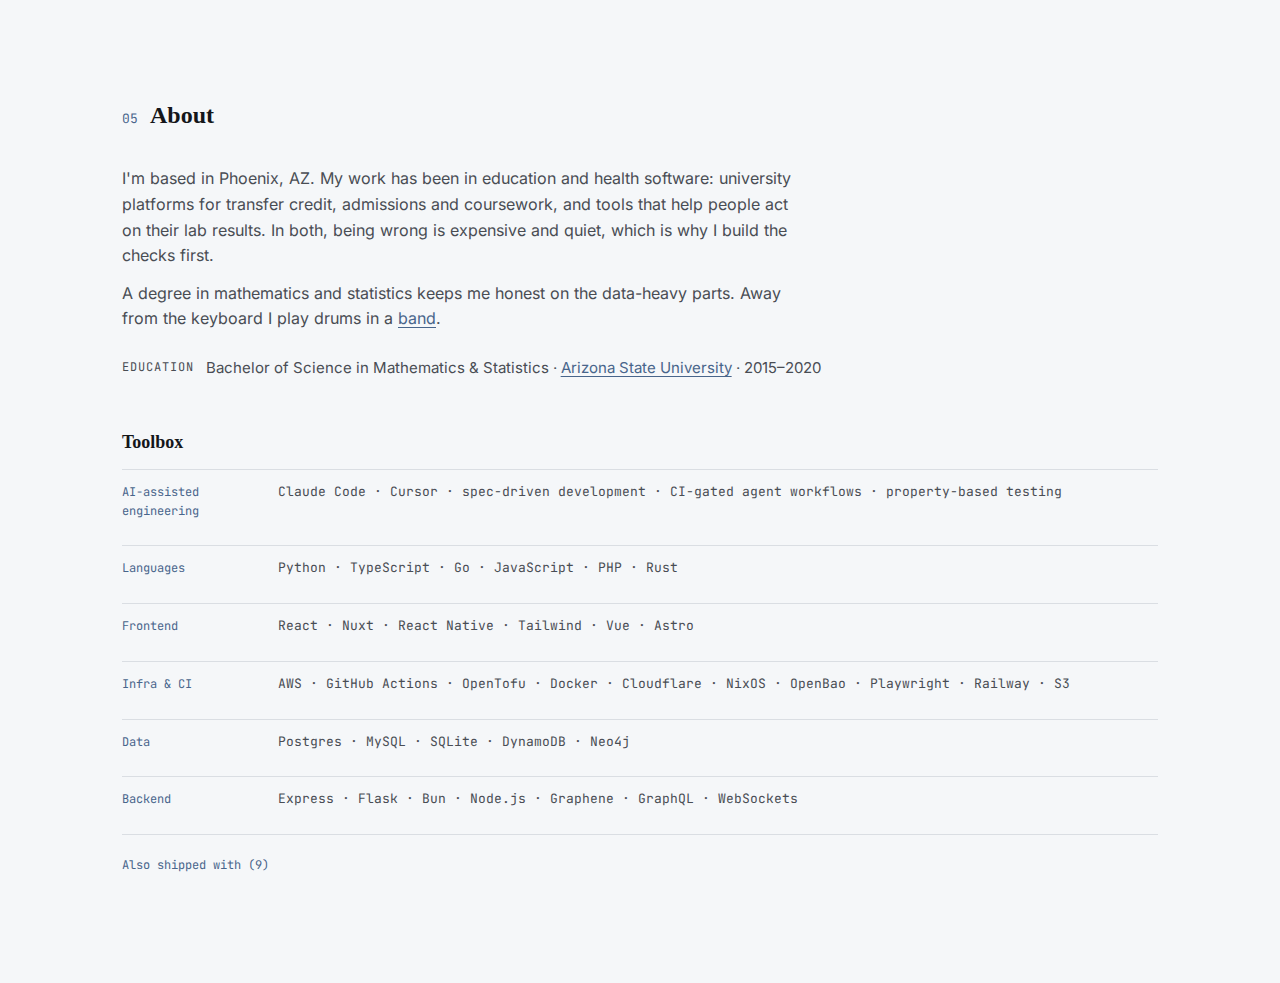 05 About
I'm based in Phoenix, AZ. My work has been in education and health software: university
platforms for transfer credit, admissions and coursework, and tools that help people act
on their lab results. In both, being wrong is expensive and quiet, which is why I build the
checks first.
A degree in mathematics and statistics keeps me honest on the data-heavy parts. Away
from the keyboard I play drums in a band.
EDUCATION Bachelor of Science in Mathematics & Statistics · Arizona State University · 2015–2020
Toolbox
AI-assisted
engineering
Claude Code · Cursor · spec-driven development · CI-gated agent workflows · property-based testing
Languages Python · TypeScript · Go · JavaScript · PHP · Rust
Frontend React · Nuxt · React Native · Tailwind · Vue · Astro
Infra & CI AWS · GitHub Actions · OpenTofu · Docker · Cloudflare · NixOS · OpenBao · Playwright · Railway · S3
Data Postgres · MySQL · SQLite · DynamoDB · Neo4j
Backend Express · Flask · Bun · Node.js · Graphene · GraphQL · WebSockets
Also shipped with (9)